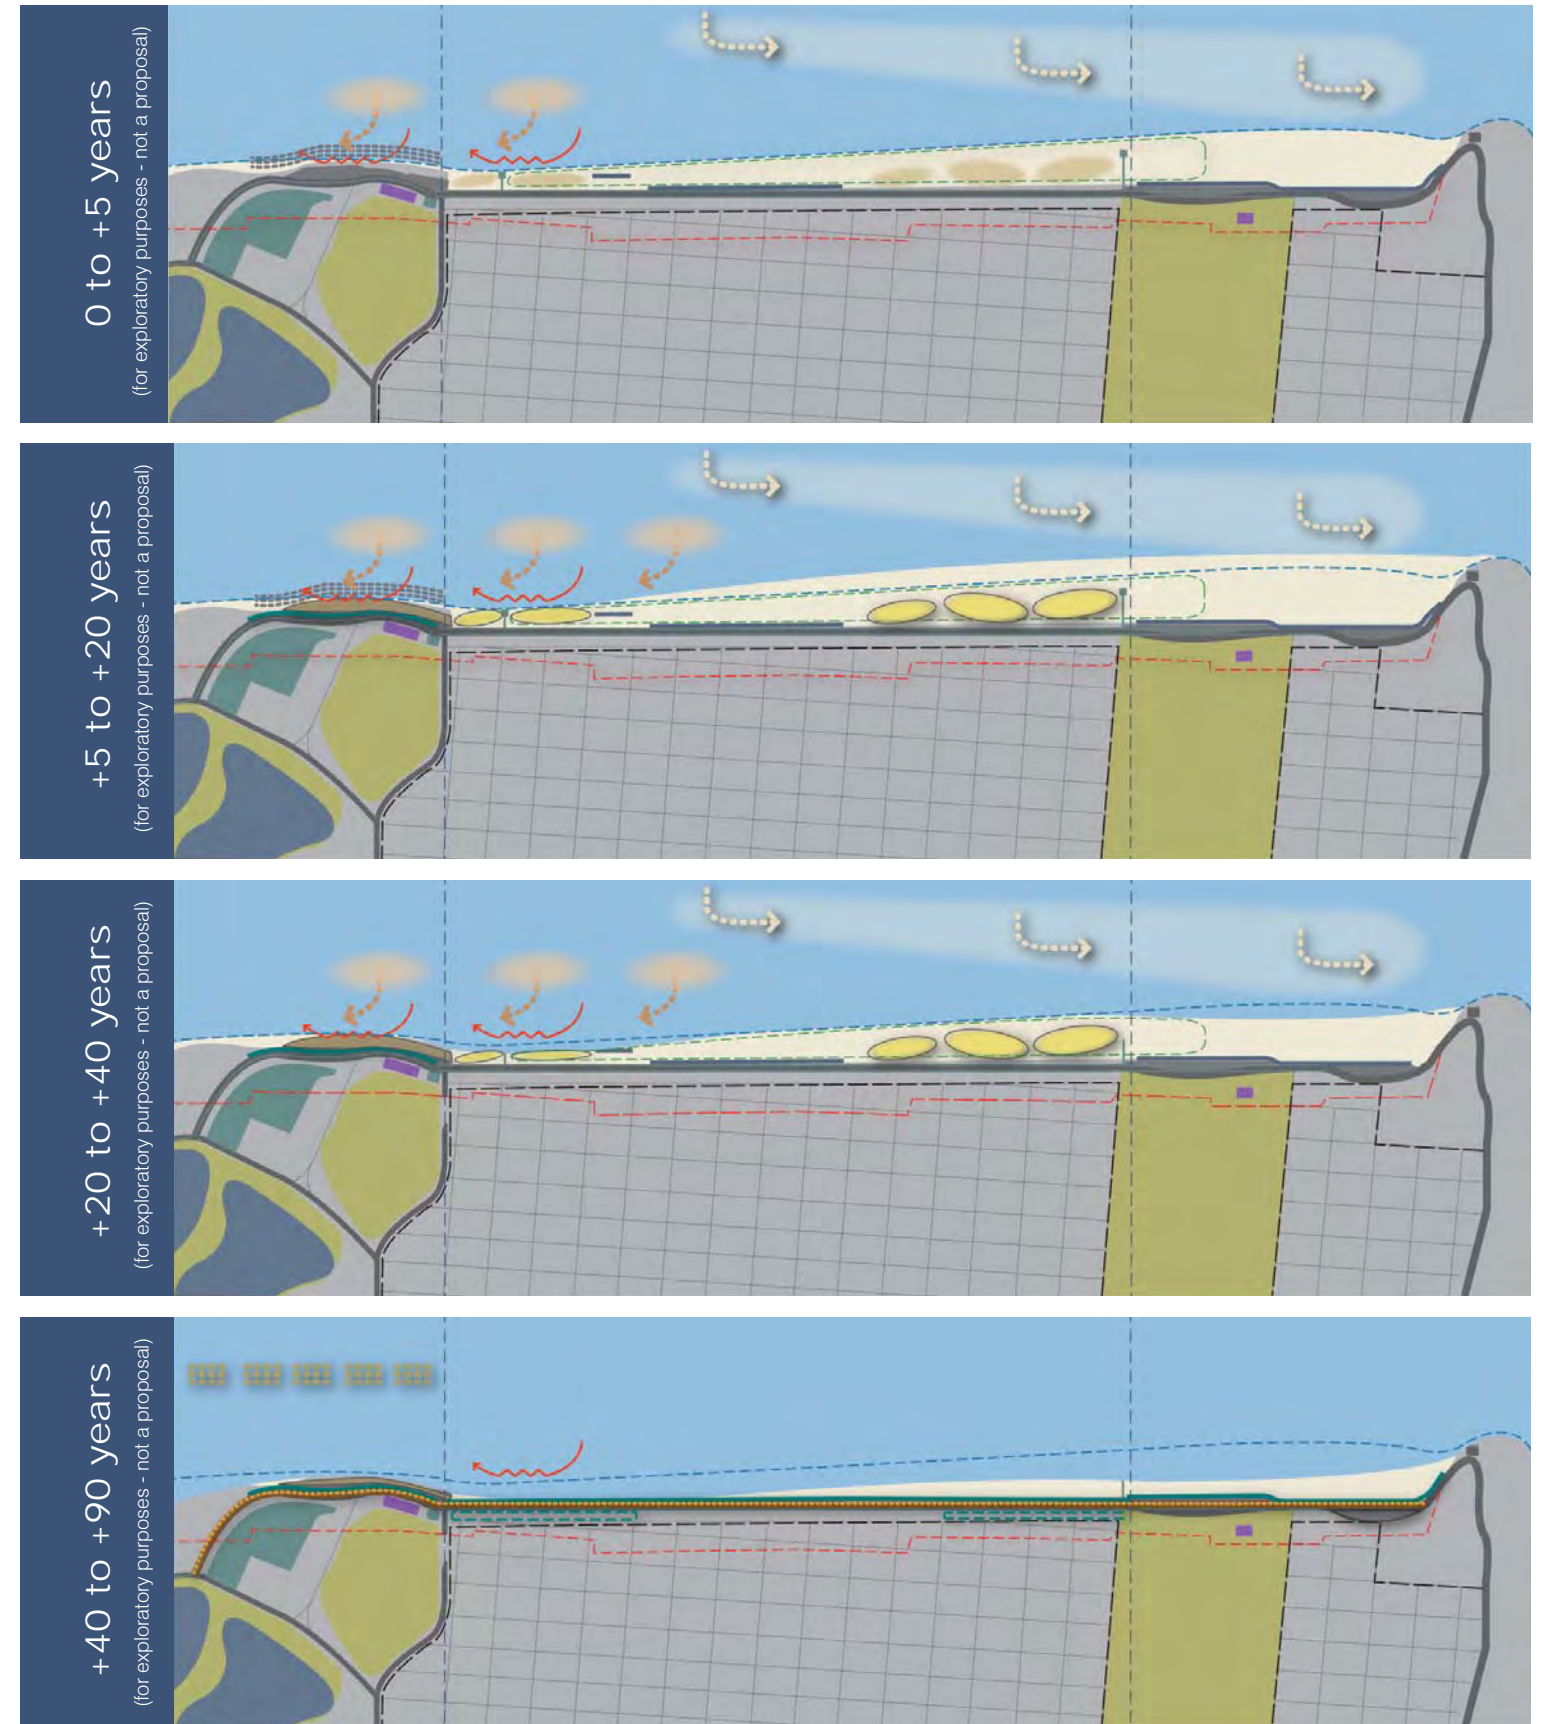 0 to +5 years
(for exploratory purposes - not a proposal)
+5 to +20 years
(for exploratory purposes - not a proposal)
+20 to +40 years
(for exploratory purposes - not a proposal)
+40 to +90 years
(for exploratory purposes - not a proposal)